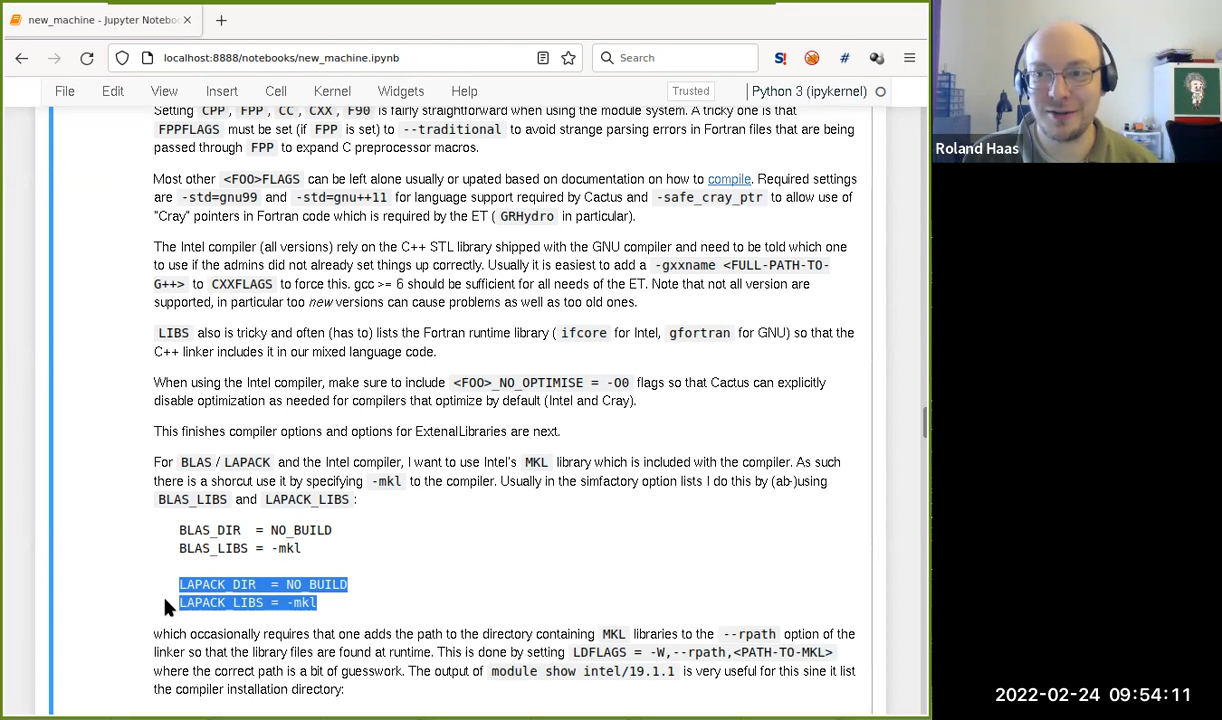 new_machine - Jupyter Noteboo
localhost:8888/notebooks/new_machine.ipynb
Search
S!
#
File Edit View Insert Cell Kernel Widgets Help
Trusted
Python 3 (ipykernel)
Setting CPP, FPP, CC, CXX, F90 is fairly straightforward when using the module system. A tricky one is that
FPPFLAGS must be set (if FPP is set) to --traditional to avoid strange parsing errors in Fortran files that are being
passed through FPP to expand C preprocessor macros.
Most other <FOO>FLAGS can be left alone usually or upated based on documentation on how to compile. Required settings
are -std=gnu99 and -std=gnu++11 for language support required by Cactus and -safe_cray_ptr to allow use of
"Cray" pointers in Fortran code which is required by the ET ( GRHydro in particular).
The Intel compiler (all versions) rely on the C++ STL library shipped with the GNU compiler and need to be told which one
to use if the admins did not already set things up correctly. Usually it is easiest to add a -gxxname <FULL-PATH-TO-
G++> to CXXFLAGS to force this. gcc >= 6 should be sufficient for all needs of the ET. Note that not all version are
supported, in particular too new versions can cause problems as well as too old ones.
LIBS also is tricky and often (has to) lists the Fortran runtime library ( ifcore for Intel, gfortran for GNU) so that the
C++ linker includes it in our mixed language code.
When using the Intel compiler, make sure to include <FOO>_NO_OPTIMISE = -O0 flags so that Cactus can explicitly
disable optimization as needed for compilers that optimize by default (Intel and Cray).
This finishes compiler options and options for ExtenalLibraries are next.
For BLAS / LAPACK and the Intel compiler, I want to use Intel's MKL library which is included with the compiler. As such
there is a shorcut use it by specifying -mkl to the compiler. Usually in the simfactory option lists I do this by (ab-)using
BLAS_LIBS and LAPACK_LIBS:
BLAS_DIR = NO_BUILD
BLAS_LIBS = -mkl
LAPACK_DIR = NO_BUILD
LAPACK_LIBS = -mkl
which occasionally requires that one adds the path to the directory containing MKL libraries to the --rpath option of the
linker so that the library files are found at runtime. This is done by setting LDFLAGS = -W,--rpath,<PATH-TO-MKL>
where the correct path is a bit of guesswork. The output of module show intel/19.1.1 is very useful for this sine it list
the compiler installation directory:
Roland Haas
2022-02-24 09:54:11